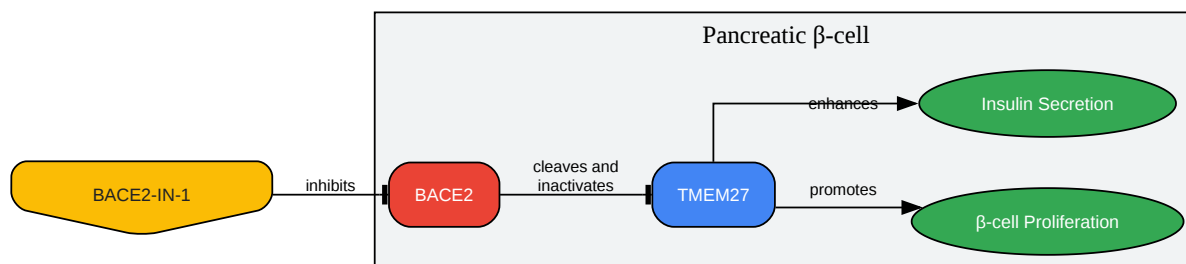 Pancreatic β-cell
BACE2-IN-1
inhibits
BACE2
cleaves and
inactivates
TMEM27
enhances
Insulin Secretion
promotes
β-cell Proliferation